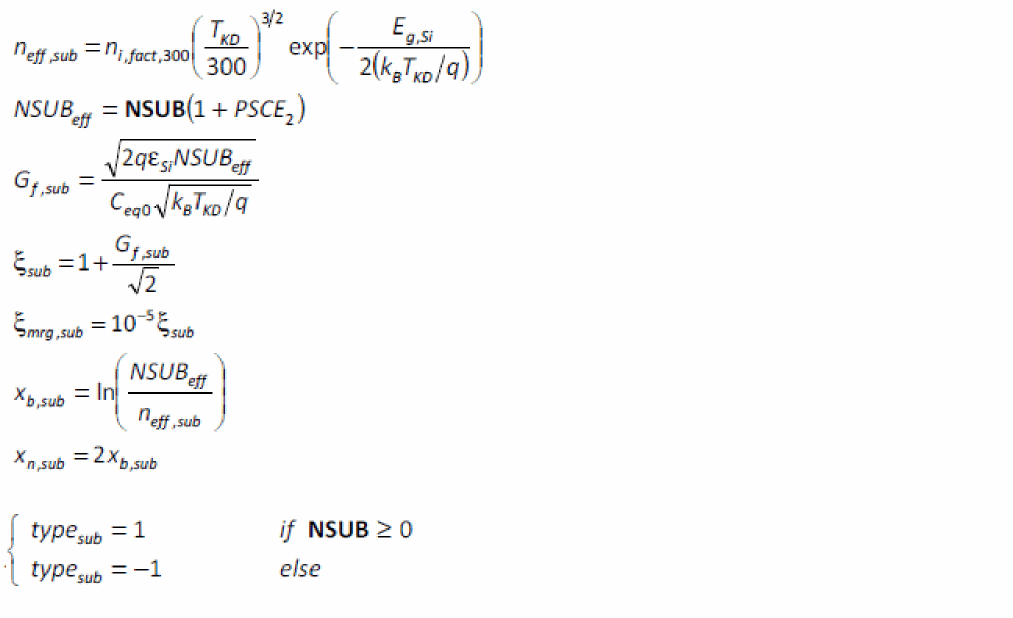 n_{eff,sub} = n_{i,fact,300} (T_{KD}/300)^{3/2} exp(−E_{g,Si}/(2(k_B T_{KD}/q)))
NSUB_{eff} = NSUB(1 + PSCE_2)
G_{f,sub} = √(2qε_{Si}NSUB_{eff}) / (C_{eq0}√(k_B T_{KD}/q))
ξ_{sub} = 1 + G_{f,sub}/√2
ξ_{mrg,sub} = 10^{−5} ξ_{sub}
x_{b,sub} = ln(NSUB_{eff}/n_{eff,sub})
x_{n,sub} = 2x_{b,sub}
{ type_{sub} = 1 if NSUB ≥ 0
type_{sub} = −1 else